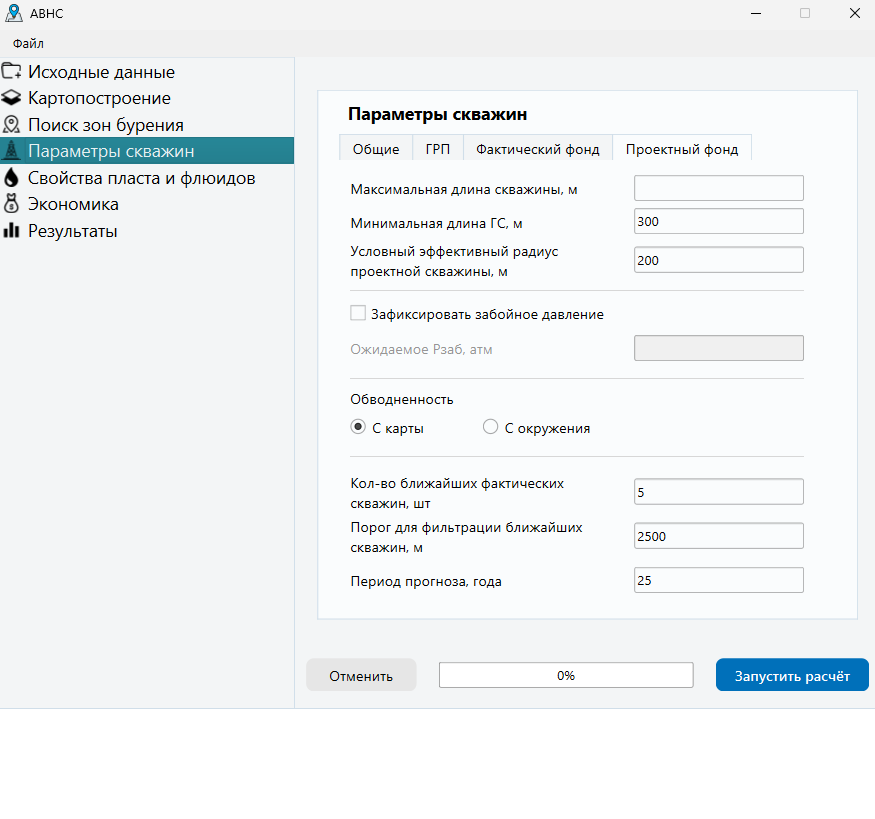 АВНС
Файл
Исходные данные
Картопостроение
Поиск зон бурения
Параметры скважин
Свойства пласта и флюидов
Экономика
Результаты
Параметры скважин
Общие
ГРП
Фактический фонд
Проектный фонд
Максимальная длина скважины, м
Минимальная длина ГС, м
300
Условный эффективный радиус
проектной скважины, м
200
Зафиксировать забойное давление
Ожидаемое Рзаб, атм
Обводненность
С карты
С окружения
Кол-во ближайших фактических
скважин, шт
5
Порог для фильтрации ближайших
скважин, м
2500
Период прогноза, года
25
Отменить
0%
Запустить расчёт